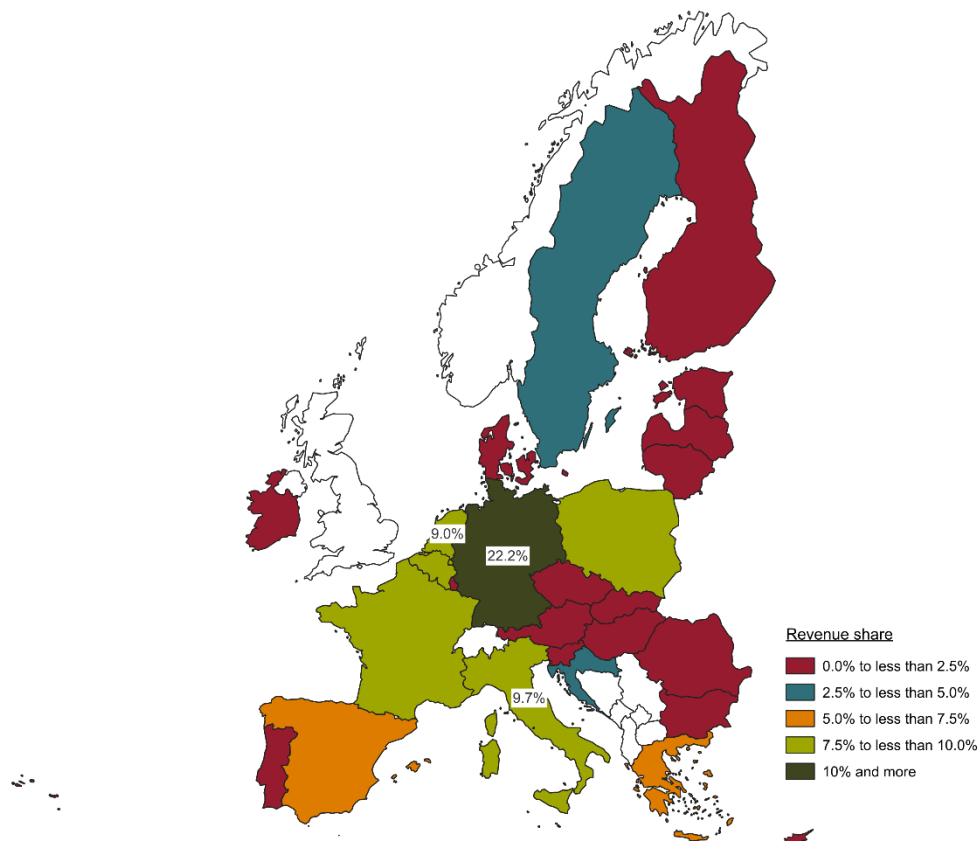 9.0%
22.2%
9.7%
Revenue share
0.0% to less than 2.5%
2.5% to less than 5.0%
5.0% to less than 7.5%
7.5% to less than 10.0%
10% and more